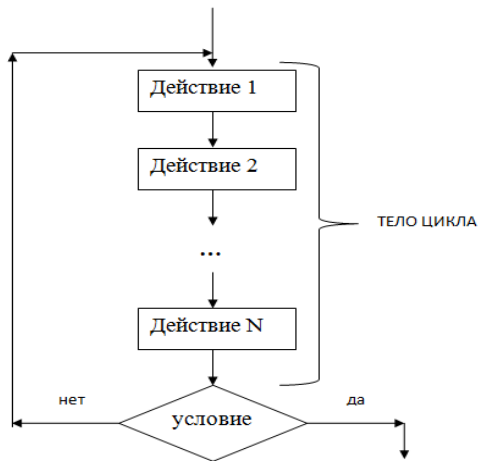 Действие 1
Действие 2
...
ТЕЛО ЦИКЛА
Действие N
нет
да
условие